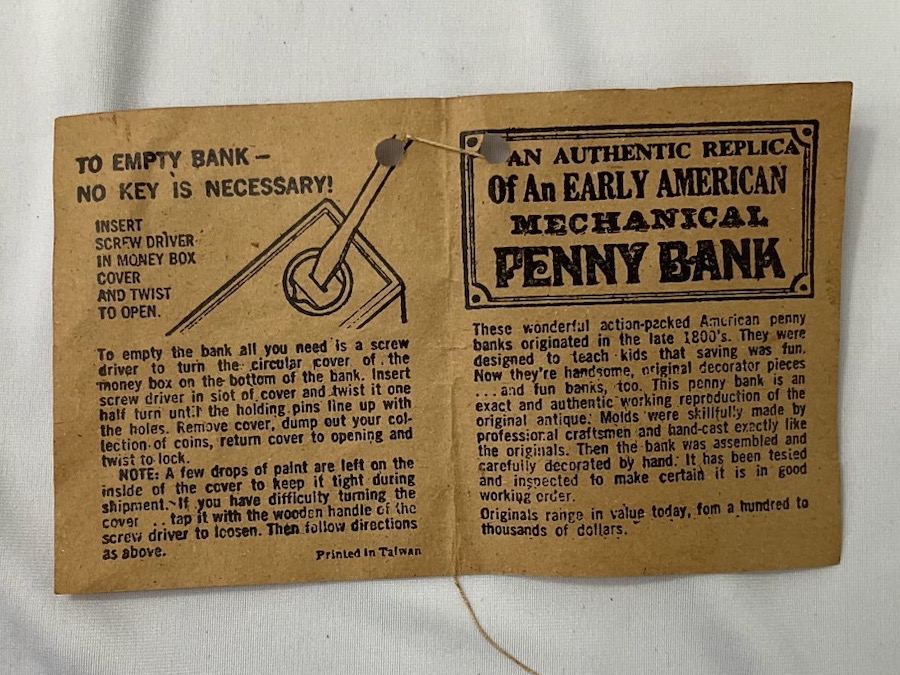 TO EMPTY BANK –
NO KEY IS NECESSARY!
INSERT
SCREW DRIVER
IN MONEY BOX
COVER
AND TWIST
TO OPEN.
To empty the bank all you need is a screw
driver to turn the circular cover of the
money box on the bottom of the bank. Insert
screw driver in slot of cover and twist it one
half turn until the holding pins line up with
the holes. Remove cover, dump out your col-
lection of coins, return cover to opening and
twist to lock.
NOTE: A few drops of paint are left on the
inside of the cover to keep it tight during
shipment. If you have difficulty turning the
cover . . . tap it with the wooden handle of the
screw driver to loosen. Then follow directions
as above.
Printed in Taiwan
AN AUTHENTIC REPLICA
Of An EARLY AMERICAN
MECHANICAL
PENNY BANK
These wonderful action-packed American penny
banks originated in the late 1800's. They were
designed to teach kids that saving was fun.
Now they're handsome, original decorator pieces
. . . and fun banks, too. This penny bank is an
exact and authentic working reproduction of the
original antique. Molds were skillfully made by
professional craftsmen and hand-cast exactly like
the originals. Then the bank was assembled and
carefully decorated by hand. It has been tested
and inspected to make certain it is in good
working order.
Originals range in value today, fom a hundred to
thousands of dollars.